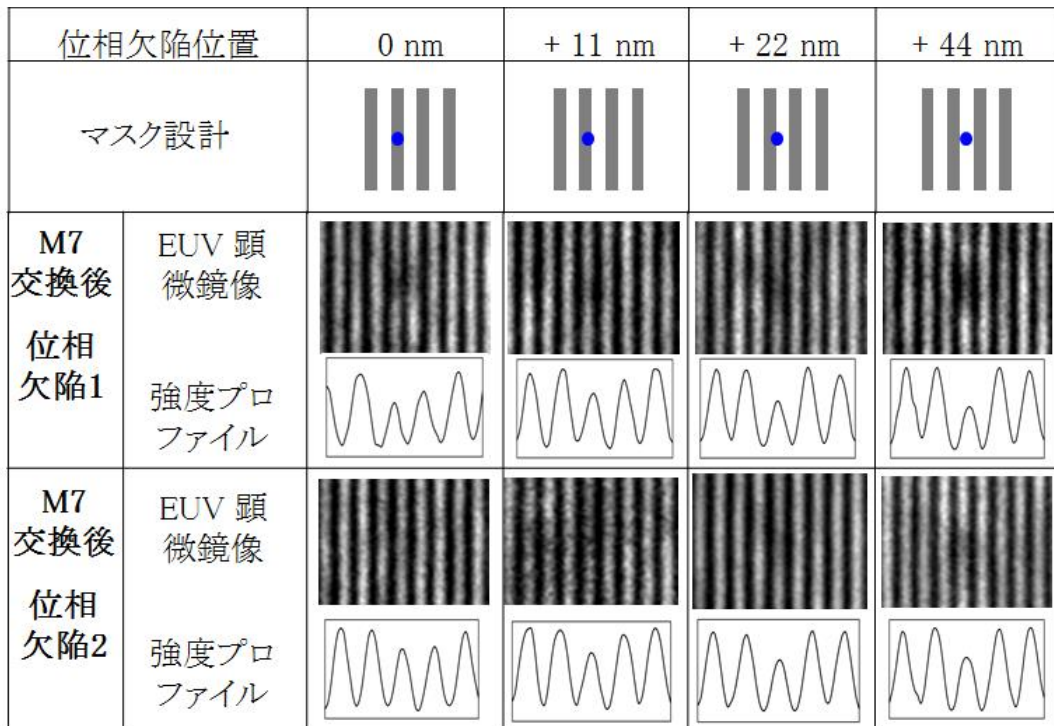 位相欠陥位置
0 nm
+ 11 nm
+ 22 nm
+ 44 nm
マスク設計
M7
交換後
位相
欠陥1
EUV 顕
微鏡像
強度プロ
ファイル
M7
交換後
位相
欠陥2
EUV 顕
微鏡像
強度プロ
ファイル